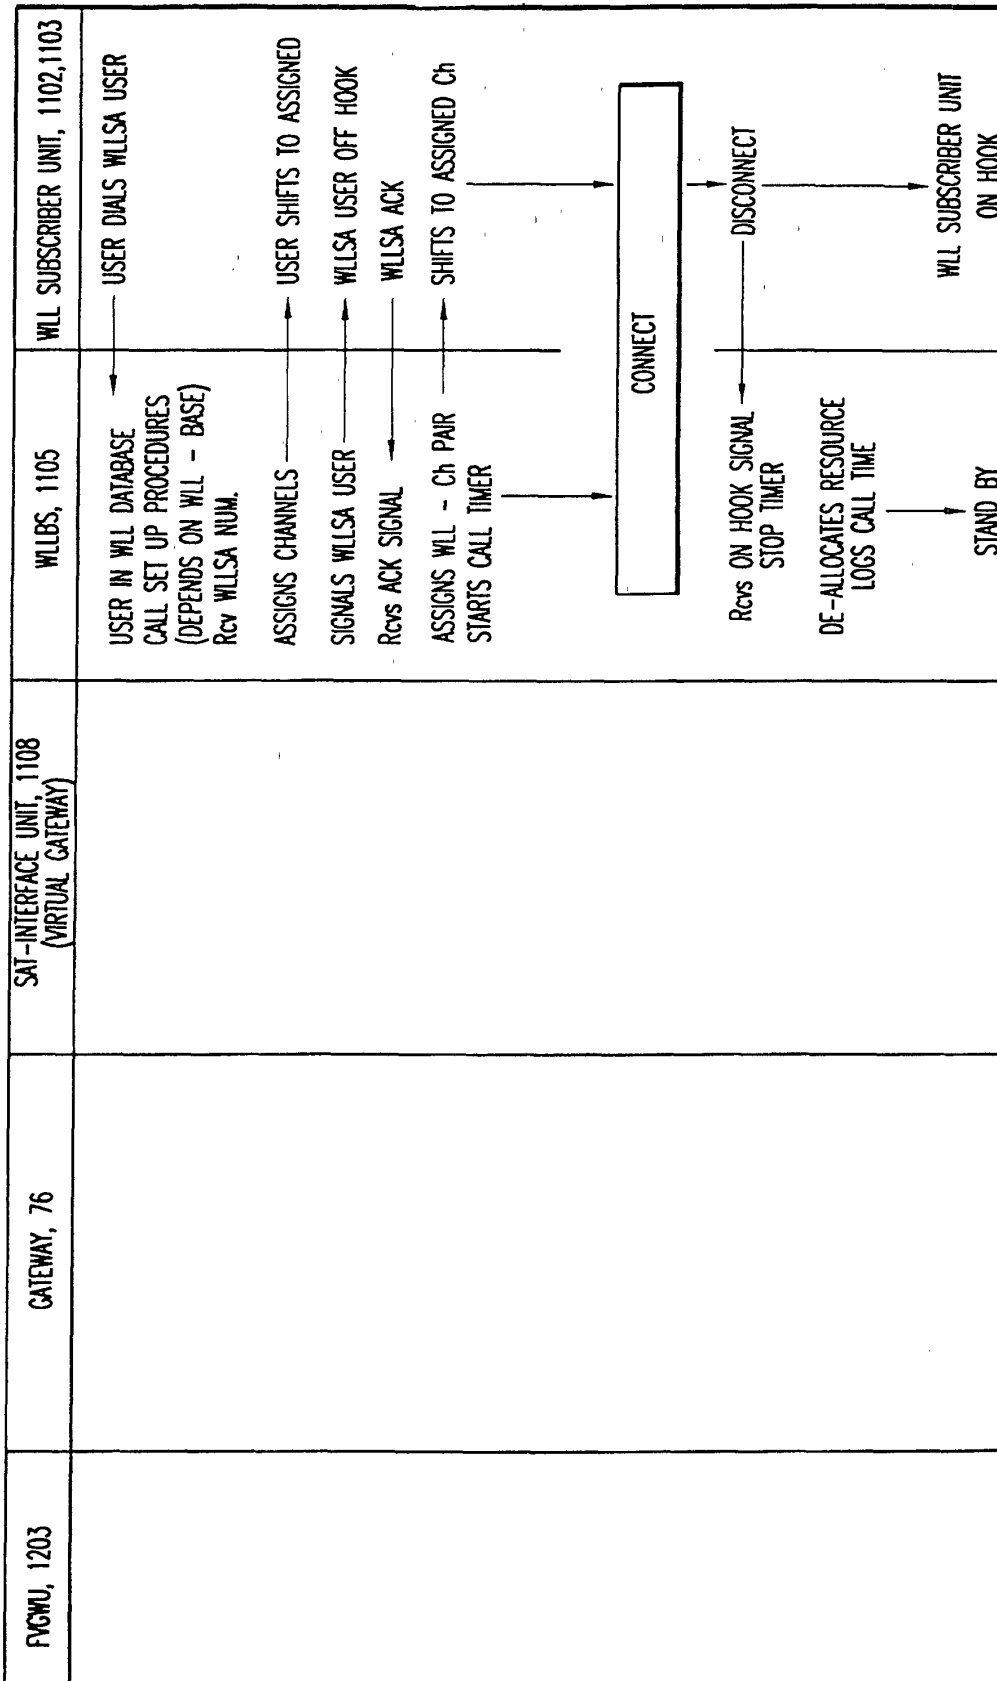 FVGWU, 1203
GATEWAY, 76
SAT-INTERFACE UNIT, 1108
(VIRTUAL GATEWAY)
WLLBS, 1105
WLL SUBSCRIBER UNIT, 1102,1103
USER IN WLL DATABASE
CALL SET UP PROCEDURES
(DEPENDS ON WLL - BASE)
Rcv WLLSA NUM.
USER DIALS WLLSA USER
ASSIGNS CHANNELS
USER SHIFTS TO ASSIGNED
SIGNALS WLLSA USER
WLLSA USER OFF HOOK
Rcvs ACK SIGNAL
WLLSA ACK
ASSIGNS WLL - Ch PAIR
STARTS CALL TIMER
SHIFTS TO ASSIGNED Ch
CONNECT
Rcvs ON HOOK SIGNAL
STOP TIMER
DISCONNECT
DE-ALLOCATES RESOURCE
LOGS CALL TIME
STAND BY
WLL SUBSCRIBER UNIT
ON HOOK